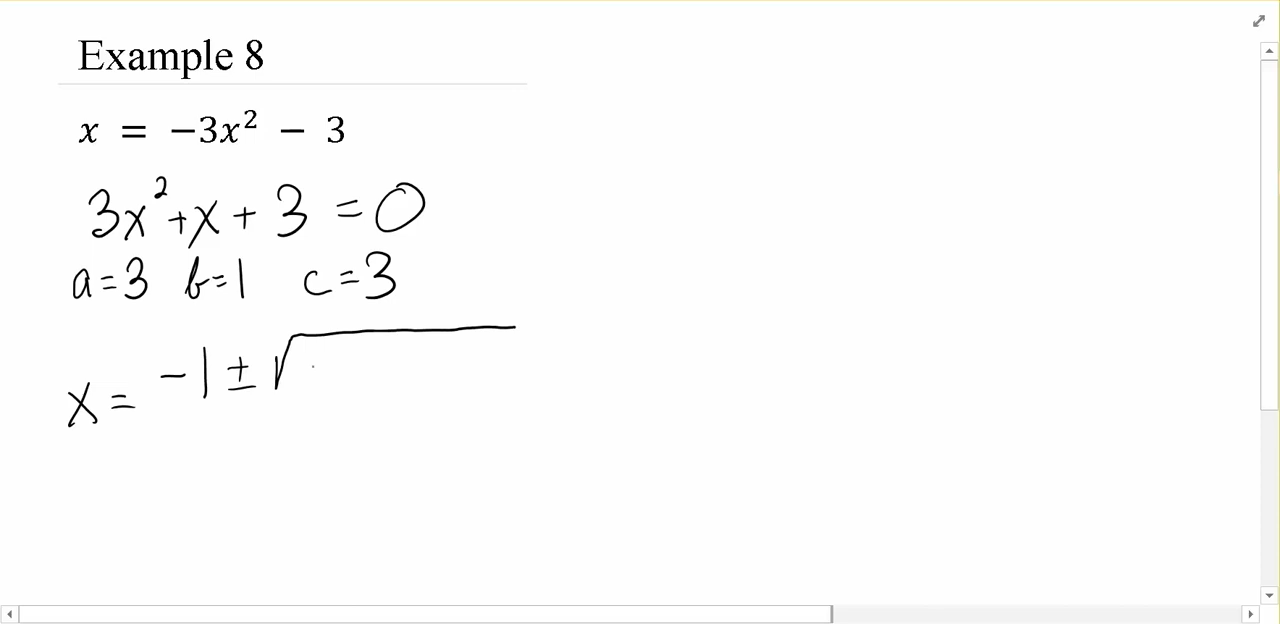 Example 8
x = −3x² − 3
3x² + x + 3 = 0
a = 3 b = 1 c = 3
x = −1 ± √